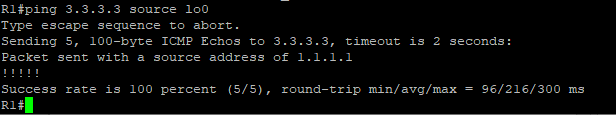 R1#ping 3.3.3.3 source lo0
Type escape sequence to abort.
Sending 5, 100-byte ICMP Echos to 3.3.3.3, timeout is 2 seconds:
Packet sent with a source address of 1.1.1.1
!!!!!
Success rate is 100 percent (5/5), round-trip min/avg/max = 96/216/300 ms
R1#